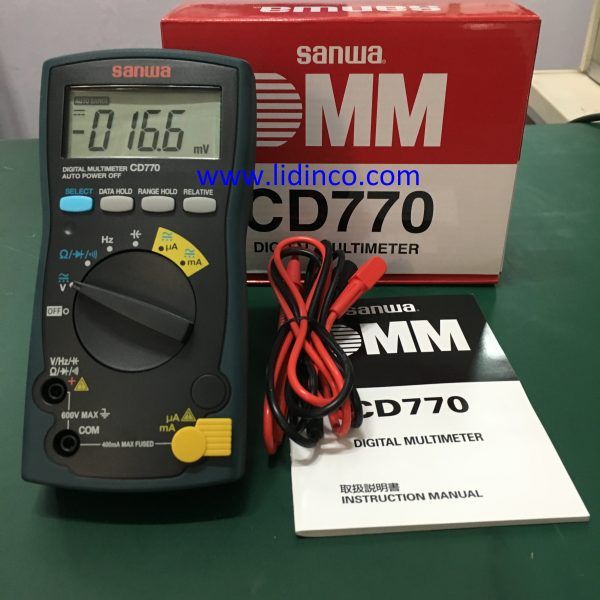 sanwa
AUTO RANGE
-016.6 mV
DIGITAL MULTIMETER CD770
AUTO POWER OFF
SELECT DATA HOLD RANGE HOLD RELATIVE
Hz
µA
mA
Ω
V
OFF
V/Hz/
Ω/
600V MAX
COM
µA
mA
400mA MAX FUSED
sanwa
sanwa®
DMM
www.lidinco.com
CD770
DIGITAL MULTIMETER
sanwa
DMM
CD770
DIGITAL MULTIMETER
取扱説明書
INSTRUCTION MANUAL